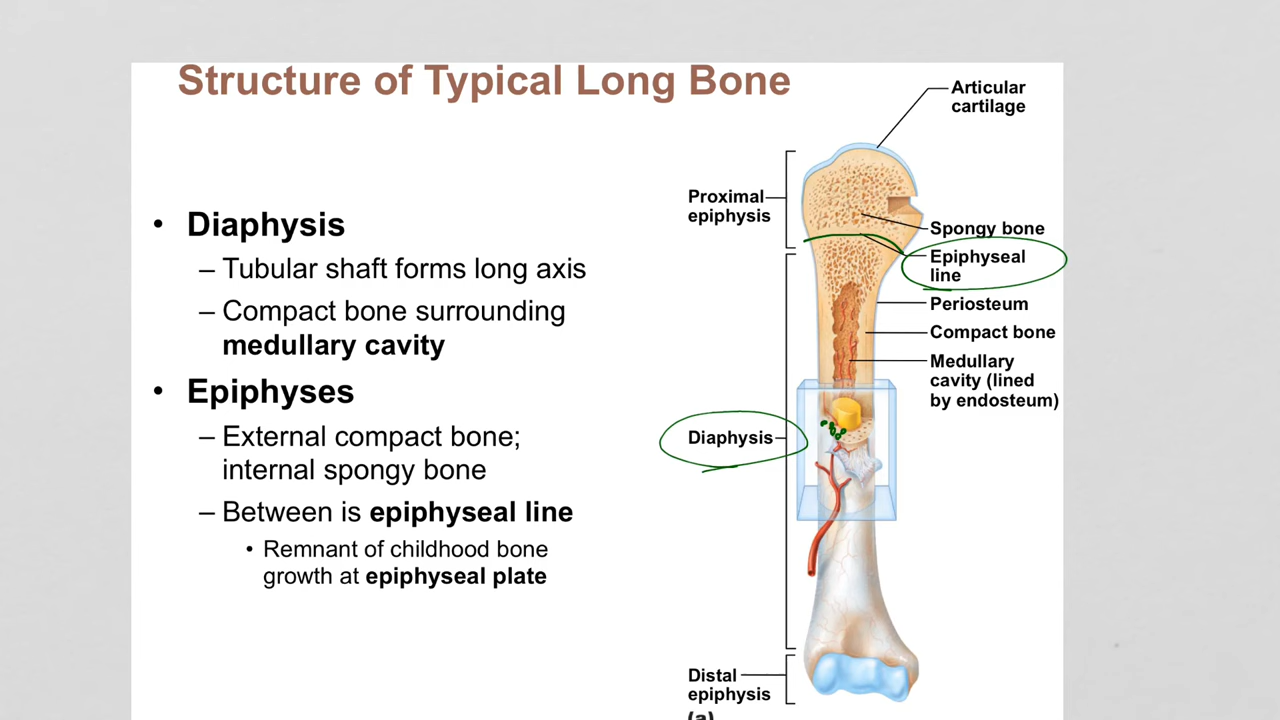 Structure of Typical Long Bone
• Diaphysis
– Tubular shaft forms long axis
– Compact bone surrounding
medullary cavity
• Epiphyses
– External compact bone;
internal spongy bone
– Between is epiphyseal line
• Remnant of childhood bone
growth at epiphyseal plate
Articular
cartilage
Proximal
epiphysis
Spongy bone
Epiphyseal
line
Periosteum
Compact bone
Medullary
cavity (lined
by endosteum)
Diaphysis
Distal
epiphysis
(a)